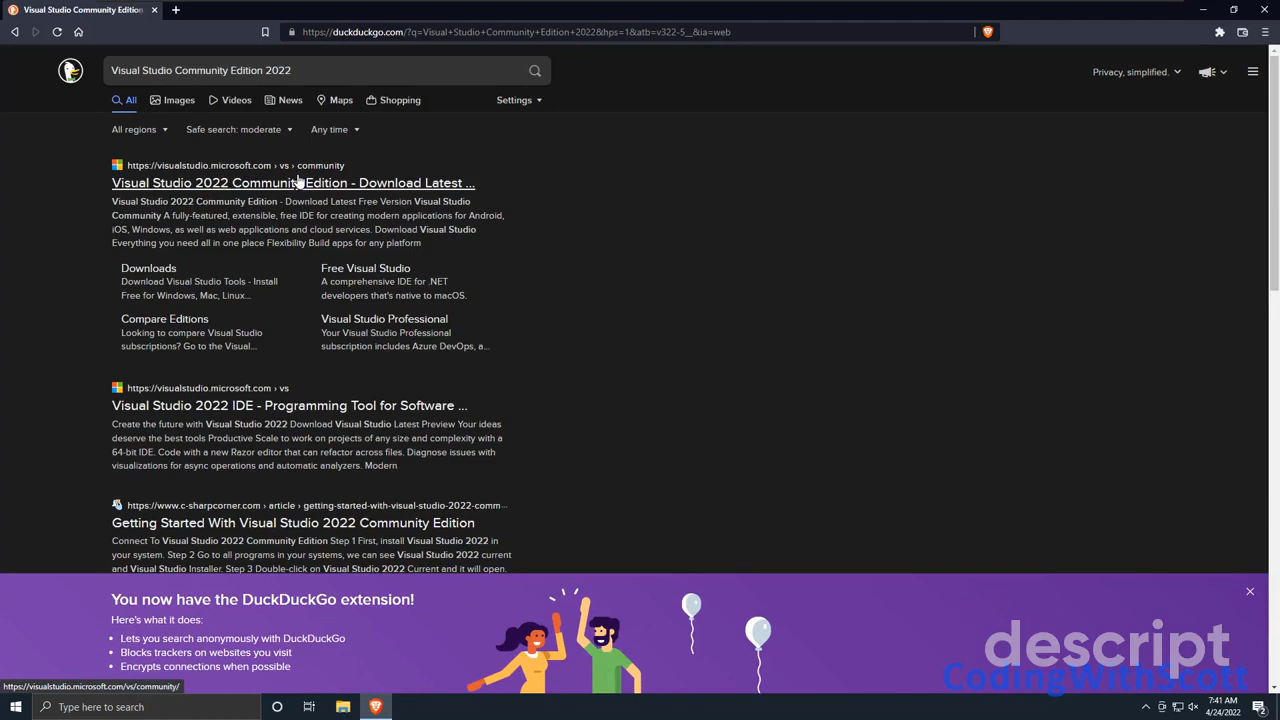 Visual Studio Community Edition
https://duckduckgo.com/?q=Visual+Studio+Community+Edition+2022&hps=1&atb=v322-5__&ia=web
Visual Studio Community Edition 2022
Privacy, simplified.
All
Images
Videos
News
Maps
Shopping
Settings
All regions
Safe search: moderate
Any time
https://visualstudio.microsoft.com › vs › community
Visual Studio 2022 Community Edition - Download Latest ...
Visual Studio 2022 Community Edition - Download Latest Free Version Visual Studio
Community A fully-featured, extensible, free IDE for creating modern applications for Android,
iOS, Windows, as well as web applications and cloud services. Download Visual Studio
Everything you need all in one place Flexibility Build apps for any platform
Downloads
Download Visual Studio Tools - Install
Free for Windows, Mac, Linux...
Free Visual Studio
A comprehensive IDE for .NET
developers that's native to macOS.
Compare Editions
Looking to compare Visual Studio
subscriptions? Go to the Visual...
Visual Studio Professional
Your Visual Studio Professional
subscription includes Azure DevOps, a...
https://visualstudio.microsoft.com › vs
Visual Studio 2022 IDE - Programming Tool for Software ...
Create the future with Visual Studio 2022 Download Visual Studio Latest Preview Your ideas
deserve the best tools Productive Scale to work on projects of any size and complexity with a
64-bit IDE. Code with a new Razor editor that can refactor across files. Diagnose issues with
visualizations for async operations and automatic analyzers. Modern
https://www.c-sharpcorner.com › article › getting-started-with-visual-studio-2022-comm...
Getting Started With Visual Studio 2022 Community Edition
Connect To Visual Studio 2022 Community Edition Step 1 First, install Visual Studio 2022 in
your system. Step 2 Go to all programs in your systems, we can see Visual Studio 2022 current
and Visual Studio Installer. Step 3 Double-click on Visual Studio 2022 Current and it will open.
You now have the DuckDuckGo extension!
Here's what it does:
• Lets you search anonymously with DuckDuckGo
• Blocks trackers on websites you visit
• Encrypts connections when possible
descript
CodingWithScott
https://visualstudio.microsoft.com/vs/community/
Type here to search
7:41 AM
4/24/2022
2